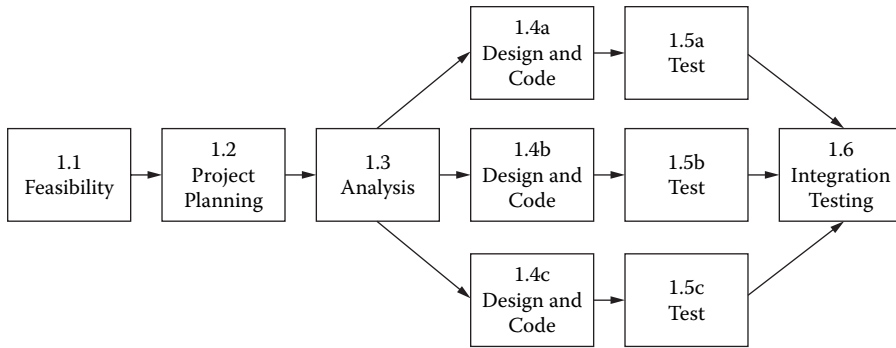 1.1
Feasibility
1.2
Project
Planning
1.3
Analysis
1.4a
Design and
Code
1.5a
Test
1.4b
Design and
Code
1.5b
Test
1.4c
Design and
Code
1.5c
Test
1.6
Integration
Testing